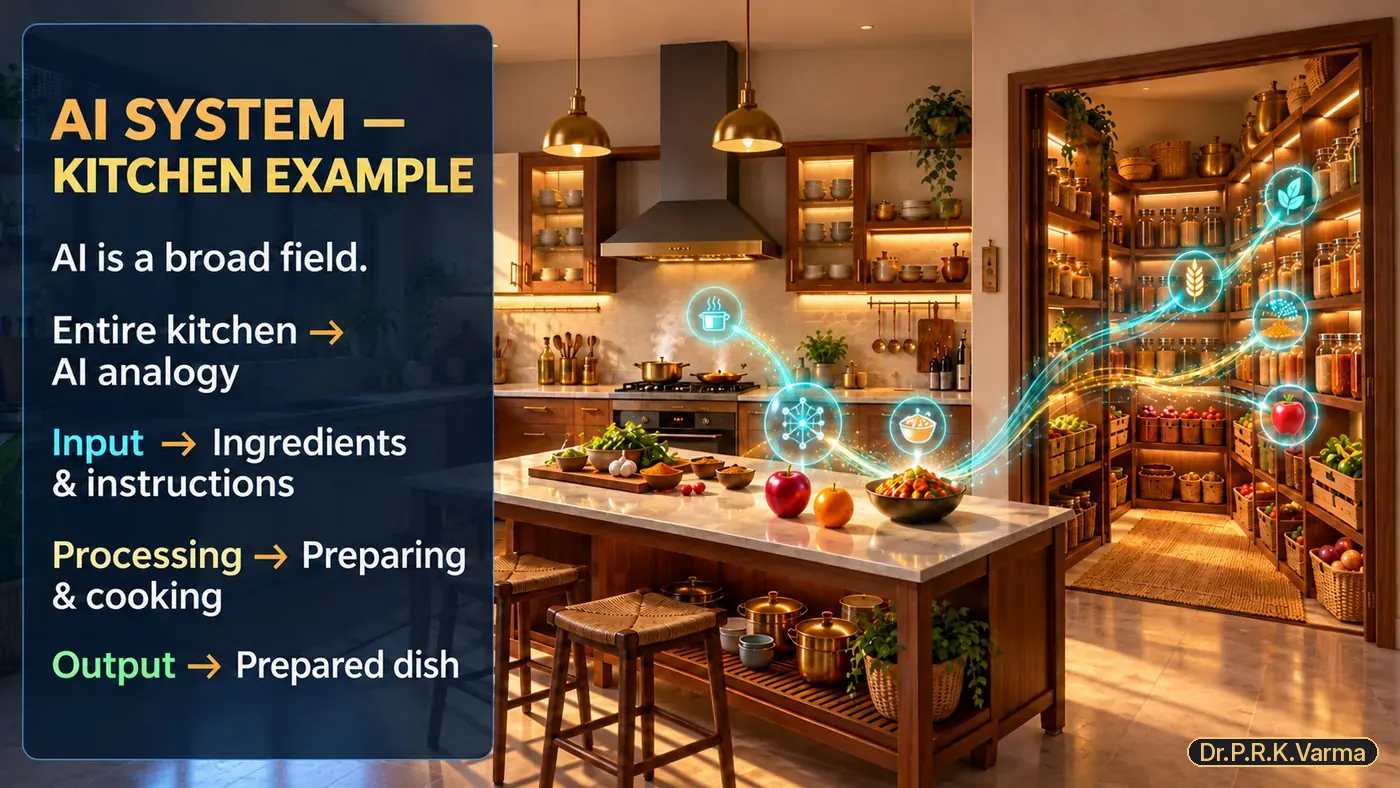 AI SYSTEM —
KITCHEN EXAMPLE
AI is a broad field.
Entire kitchen →
AI analogy
Input → Ingredients
& instructions
Processing → Preparing
& cooking
Output → Prepared dish
Dr.P.R.K.Varma